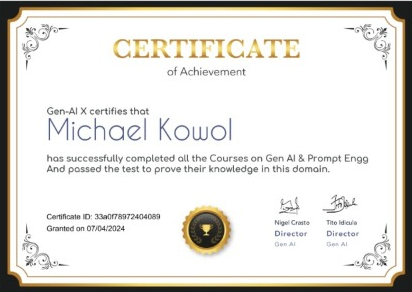 CERTIFICATE
of Achievement
Gen-AI X certifies that
Michael Kowol
has successfully completed all the Courses on Gen AI & Prompt Engg
And passed the test to prove their knowledge in this domain.
Certificate ID: 33a0f78972404089
Granted on 07/04/2024
Nigel Crasto
Director
Gen AI
Tito Idicula
Director
Gen AI